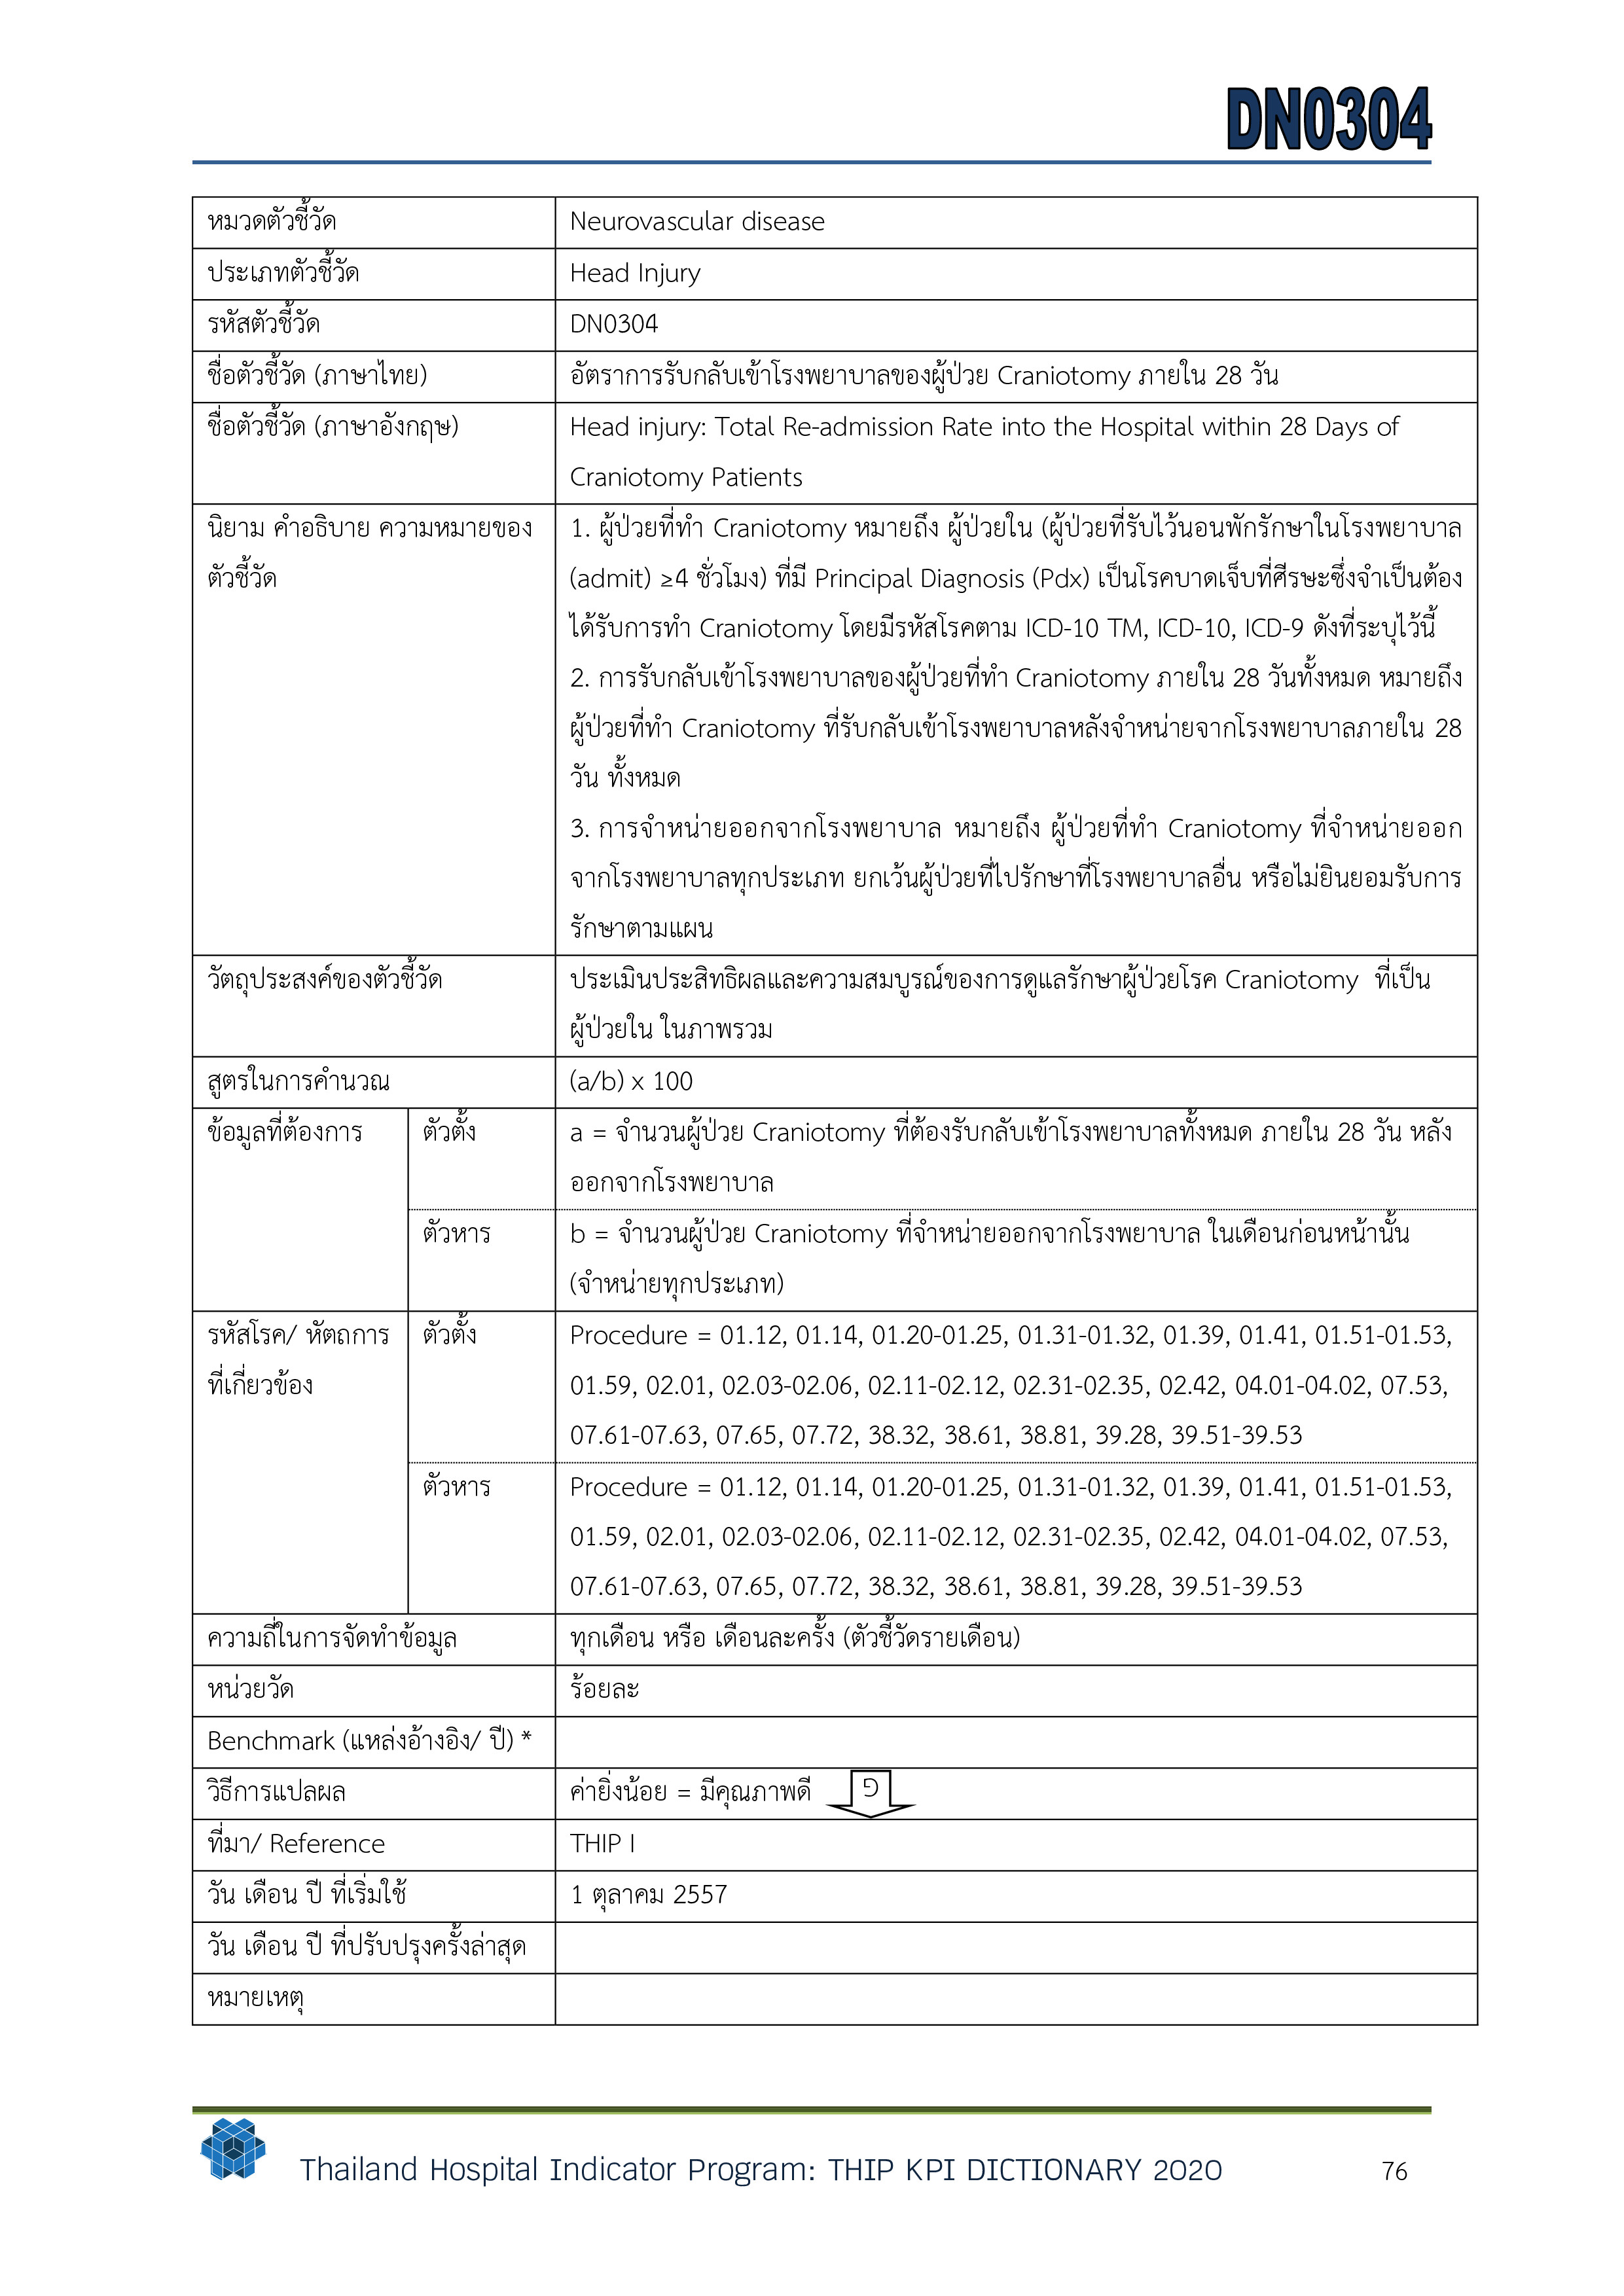 DN0304
หมวดตัวชี้วัด Neurovascular disease
ประเภทตัวชี้วัด Head Injury
รหัสตัวชี้วัด DN0304
ชื่อตัวชี้วัด (ภาษาไทย) อัตราการรับกลับเข้าโรงพยาบาลของผู้ป่วย Craniotomy ภายใน 28 วัน
ชื่อตัวชี้วัด (ภาษาอังกฤษ) Head injury: Total Re-admission Rate into the Hospital within 28 Days of
Craniotomy Patients
นิยาม คำอธิบาย ความหมายของ
ตัวชี้วัด
1. ผู้ป่วยที่ทำ Craniotomy หมายถึง ผู้ป่วยใน (ผู้ป่วยที่รับไว้นอนพักรักษาในโรงพยาบาล
(admit) ≥4 ชั่วโมง) ที่มี Principal Diagnosis (Pdx) เป็นโรคบาดเจ็บที่ศีรษะซึ่งจำเป็นต้อง
ได้รับการทำ Craniotomy โดยมีรหัสโรคตาม ICD-10 TM, ICD-10, ICD-9 ดังที่ระบุไว้นี้
2. การรับกลับเข้าโรงพยาบาลของผู้ป่วยที่ทำ Craniotomy ภายใน 28 วันทั้งหมด หมายถึง
ผู้ป่วยที่ทำ Craniotomy ที่รับกลับเข้าโรงพยาบาลหลังจำหน่ายจากโรงพยาบาลภายใน 28
วัน ทั้งหมด
3. การจำหน่ายออกจากโรงพยาบาล หมายถึง ผู้ป่วยที่ทำ Craniotomy ที่จำหน่ายออก
จากโรงพยาบาลทุกประเภท ยกเว้นผู้ป่วยที่ไปรักษาที่โรงพยาบาลอื่น หรือไม่ยินยอมรับการ
รักษาตามแผน
วัตถุประสงค์ของตัวชี้วัด ประเมินประสิทธิผลและความสมบูรณ์ของการดูแลรักษาผู้ป่วยโรค Craniotomy ที่เป็น
ผู้ป่วยใน ในภาพรวม
สูตรในการคำนวณ (a/b) x 100
ข้อมูลที่ต้องการ ตัวตั้ง a = จำนวนผู้ป่วย Craniotomy ที่ต้องรับกลับเข้าโรงพยาบาลทั้งหมด ภายใน 28 วัน หลัง
ออกจากโรงพยาบาล
ตัวหาร b = จำนวนผู้ป่วย Craniotomy ที่จำหน่ายออกจากโรงพยาบาล ในเดือนก่อนหน้านั้น
(จำหน่ายทุกประเภท)
รหัสโรค/ หัตถการ
ที่เกี่ยวข้อง
ตัวตั้ง Procedure = 01.12, 01.14, 01.20-01.25, 01.31-01.32, 01.39, 01.41, 01.51-01.53,
01.59, 02.01, 02.03-02.06, 02.11-02.12, 02.31-02.35, 02.42, 04.01-04.02, 07.53,
07.61-07.63, 07.65, 07.72, 38.32, 38.61, 38.81, 39.28, 39.51-39.53
ตัวหาร Procedure = 01.12, 01.14, 01.20-01.25, 01.31-01.32, 01.39, 01.41, 01.51-01.53,
01.59, 02.01, 02.03-02.06, 02.11-02.12, 02.31-02.35, 02.42, 04.01-04.02, 07.53,
07.61-07.63, 07.65, 07.72, 38.32, 38.61, 38.81, 39.28, 39.51-39.53
ความถี่ในการจัดทำข้อมูล ทุกเดือน หรือ เดือนละครั้ง (ตัวชี้วัดรายเดือน)
หน่วยวัด ร้อยละ
Benchmark (แหล่งอ้างอิง/ ปี) *
วิธีการแปลผล ค่ายิ่งน้อย = มีคุณภาพดี
ที่มา/ Reference THIP I
วัน เดือน ปี ที่เริ่มใช้ 1 ตุลาคม 2557
วัน เดือน ปี ที่ปรับปรุงครั้งล่าสุด
หมายเหตุ
Thailand Hospital Indicator Program: THIP KPI DICTIONARY 2020 76